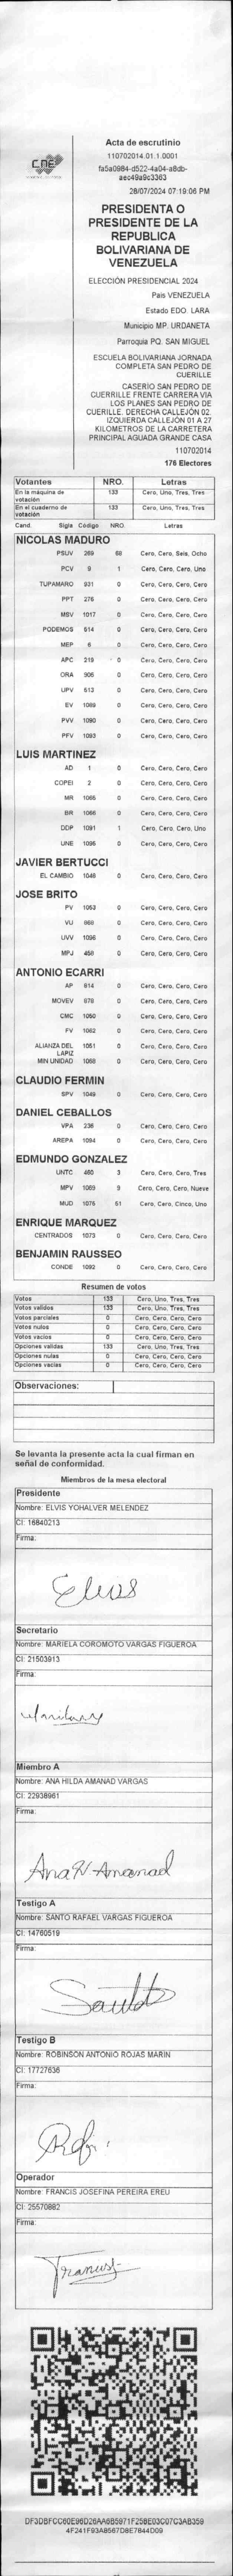 CNE
Acta de escrutinio
110702014.01.1.0001
fa5a0984-d522-4a04-a8db-
aec49a9c3363
28/07/2024 07:19:06 PM
PRESIDENTA O
PRESIDENTE DE LA
REPUBLICA
BOLIVARIANA DE
VENEZUELA
ELECCIÓN PRESIDENCIAL 2024
Pais VENEZUELA
Estado EDO. LARA
Municipio MP. URDANETA
Parroquia PQ. SAN MIGUEL
ESCUELA BOLIVARIANA JORNADA
COMPLETA SAN PEDRO DE
CUERILLE
CASERÍO SAN PEDRO DE
CUERRILLE FRENTE CARRERA VIA
LOS PLANES SAN PEDRO DE
CUERILLE. DERECHA CALLEJÓN 02.
IZQUIERDA CALLEJÓN 01 A 27
KILOMETROS DE LA CARRETERA
PRINCIPAL AGUADA GRANDE CASA
110702014
176 Electores
Votantes NRO. Letras
En la máquina de votación 133 Cero, Uno, Tres, Tres
En el cuaderno de votación 133 Cero, Uno, Tres, Tres
Cand. Sigla Código NRO. Letras
NICOLAS MADURO
PSUV 269 68 Cero, Cero, Seis, Ocho
PCV 9 1 Cero, Cero, Cero, Uno
TUPAMARO 931 0 Cero, Cero, Cero, Cero
PPT 276 0 Cero, Cero, Cero, Cero
MSV 1017 0 Cero, Cero, Cero, Cero
PODEMOS 614 0 Cero, Cero, Cero, Cero
MEP 6 0 Cero, Cero, Cero, Cero
APC 219 0 Cero, Cero, Cero, Cero
ORA 906 0 Cero, Cero, Cero, Cero
UPV 613 0 Cero, Cero, Cero, Cero
EV 1089 0 Cero, Cero, Cero, Cero
PVV 1090 0 Cero, Cero, Cero, Cero
PFV 1093 0 Cero, Cero, Cero, Cero
LUIS MARTINEZ
AD 1 0 Cero, Cero, Cero, Cero
COPEI 2 0 Cero, Cero, Cero, Cero
MR 1065 0 Cero, Cero, Cero, Cero
BR 1066 0 Cero, Cero, Cero, Cero
DDP 1091 1 Cero, Cero, Cero, Uno
UNE 1095 0 Cero, Cero, Cero, Cero
JAVIER BERTUCCI
EL CAMBIO 1048 0 Cero, Cero, Cero, Cero
JOSE BRITO
PV 1053 0 Cero, Cero, Cero, Cero
VU 868 0 Cero, Cero, Cero, Cero
UVV 1096 0 Cero, Cero, Cero, Cero
MPJ 450 0 Cero, Cero, Cero, Cero
ANTONIO ECARRI
AP 914 0 Cero, Cero, Cero, Cero
MOVEV 978 0 Cero, Cero, Cero, Cero
CMC 1050 0 Cero, Cero, Cero, Cero
FV 1062 0 Cero, Cero, Cero, Cero
ALIANZA DEL LAPIZ 1051 0 Cero, Cero, Cero, Cero
MIN UNIDAD 1068 0 Cero, Cero, Cero, Cero
CLAUDIO FERMIN
SPV 1049 0 Cero, Cero, Cero, Cero
DANIEL CEBALLOS
VPA 236 0 Cero, Cero, Cero, Cero
AREPA 1094 0 Cero, Cero, Cero, Cero
EDMUNDO GONZALEZ
UNTC 480 3 Cero, Cero, Cero, Tres
MPV 1069 9 Cero, Cero, Cero, Nueve
MUD 1076 51 Cero, Cero, Cinco, Uno
ENRIQUE MARQUEZ
CENTRADOS 1073 0 Cero, Cero, Cero, Cero
BENJAMIN RAUSSEO
CONDE 1092 0 Cero, Cero, Cero, Cero
Resumen de votos
Votos 133 Cero, Uno, Tres, Tres
Votos válidos 133 Cero, Uno, Tres, Tres
Votos parciales 0 Cero, Cero, Cero, Cero
Votos nulos 0 Cero, Cero, Cero, Cero
Votos vacíos 0 Cero, Cero, Cero, Cero
Opciones validas 133 Cero, Uno, Tres, Tres
Opciones nulas 0 Cero, Cero, Cero, Cero
Opciones vacías 0 Cero, Cero, Cero, Cero
Observaciones:
Se levanta la presente acta la cual firman en
señal de conformidad.
Miembros de la mesa electoral
Presidente
Nombre: ELVIS YOHALVER MELENDEZ
CI: 16840213
Firma:
Elvis
Secretario
Nombre: MARIELA COROMOTO VARGAS FIGUEROA
CI: 21503913
Firma:
Miembro A
Nombre: ANA HILDA AMANAD VARGAS
CI: 22938961
Firma:
Ana H Amanad
Testigo A
Nombre: SANTO RAFAEL VARGAS FIGUEROA
CI: 14760519
Firma:
Testigo B
Nombre: ROBINSON ANTONIO ROJAS MARIN
CI: 17727636
Firma:
Operador
Nombre: FRANCIS JOSEFINA PEREIRA EREU
CI: 25570882
Firma:
DF3DBFCC60E96D26AA6B5971F25BE03C07C3AB359
4F241F93A8567D8E7844D09